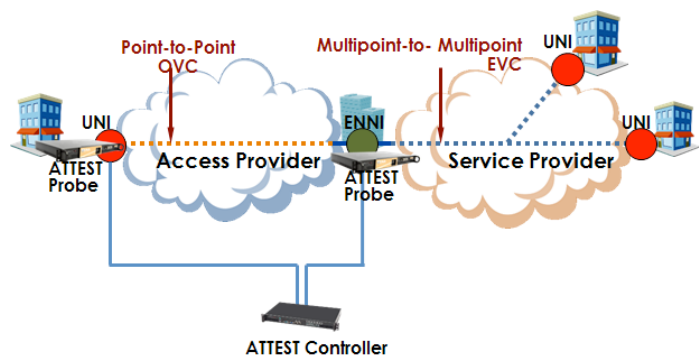 Point-to-Point
OVC
Multipoint-to- Multipoint
EVC
UNI
UNI
ENNI
UNI
Access Provider
Service Provider
ATTEST
Probe
ATTEST
Probe
ATTEST Controller